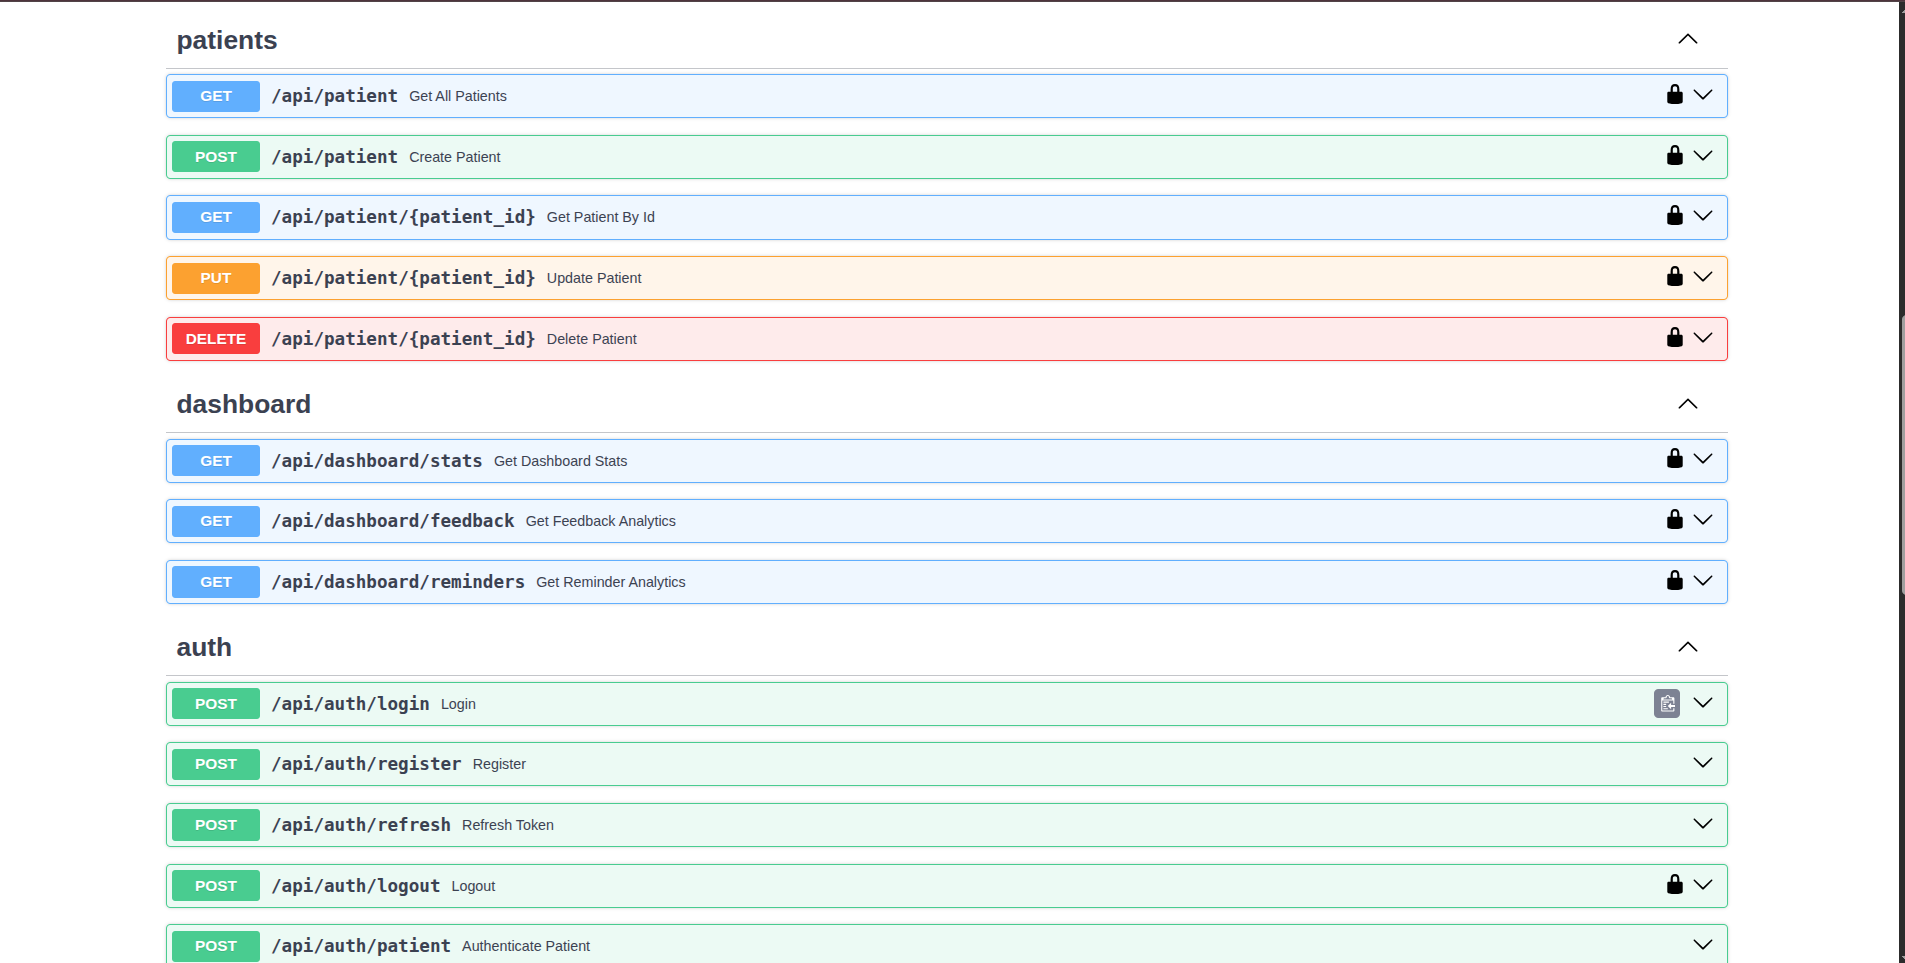 patients
GET /api/patient Get All Patients
POST /api/patient Create Patient
GET /api/patient/{patient_id} Get Patient By Id
PUT /api/patient/{patient_id} Update Patient
DELETE /api/patient/{patient_id} Delete Patient
dashboard
GET /api/dashboard/stats Get Dashboard Stats
GET /api/dashboard/feedback Get Feedback Analytics
GET /api/dashboard/reminders Get Reminder Analytics
auth
POST /api/auth/login Login
POST /api/auth/register Register
POST /api/auth/refresh Refresh Token
POST /api/auth/logout Logout
POST /api/auth/patient Authenticate Patient